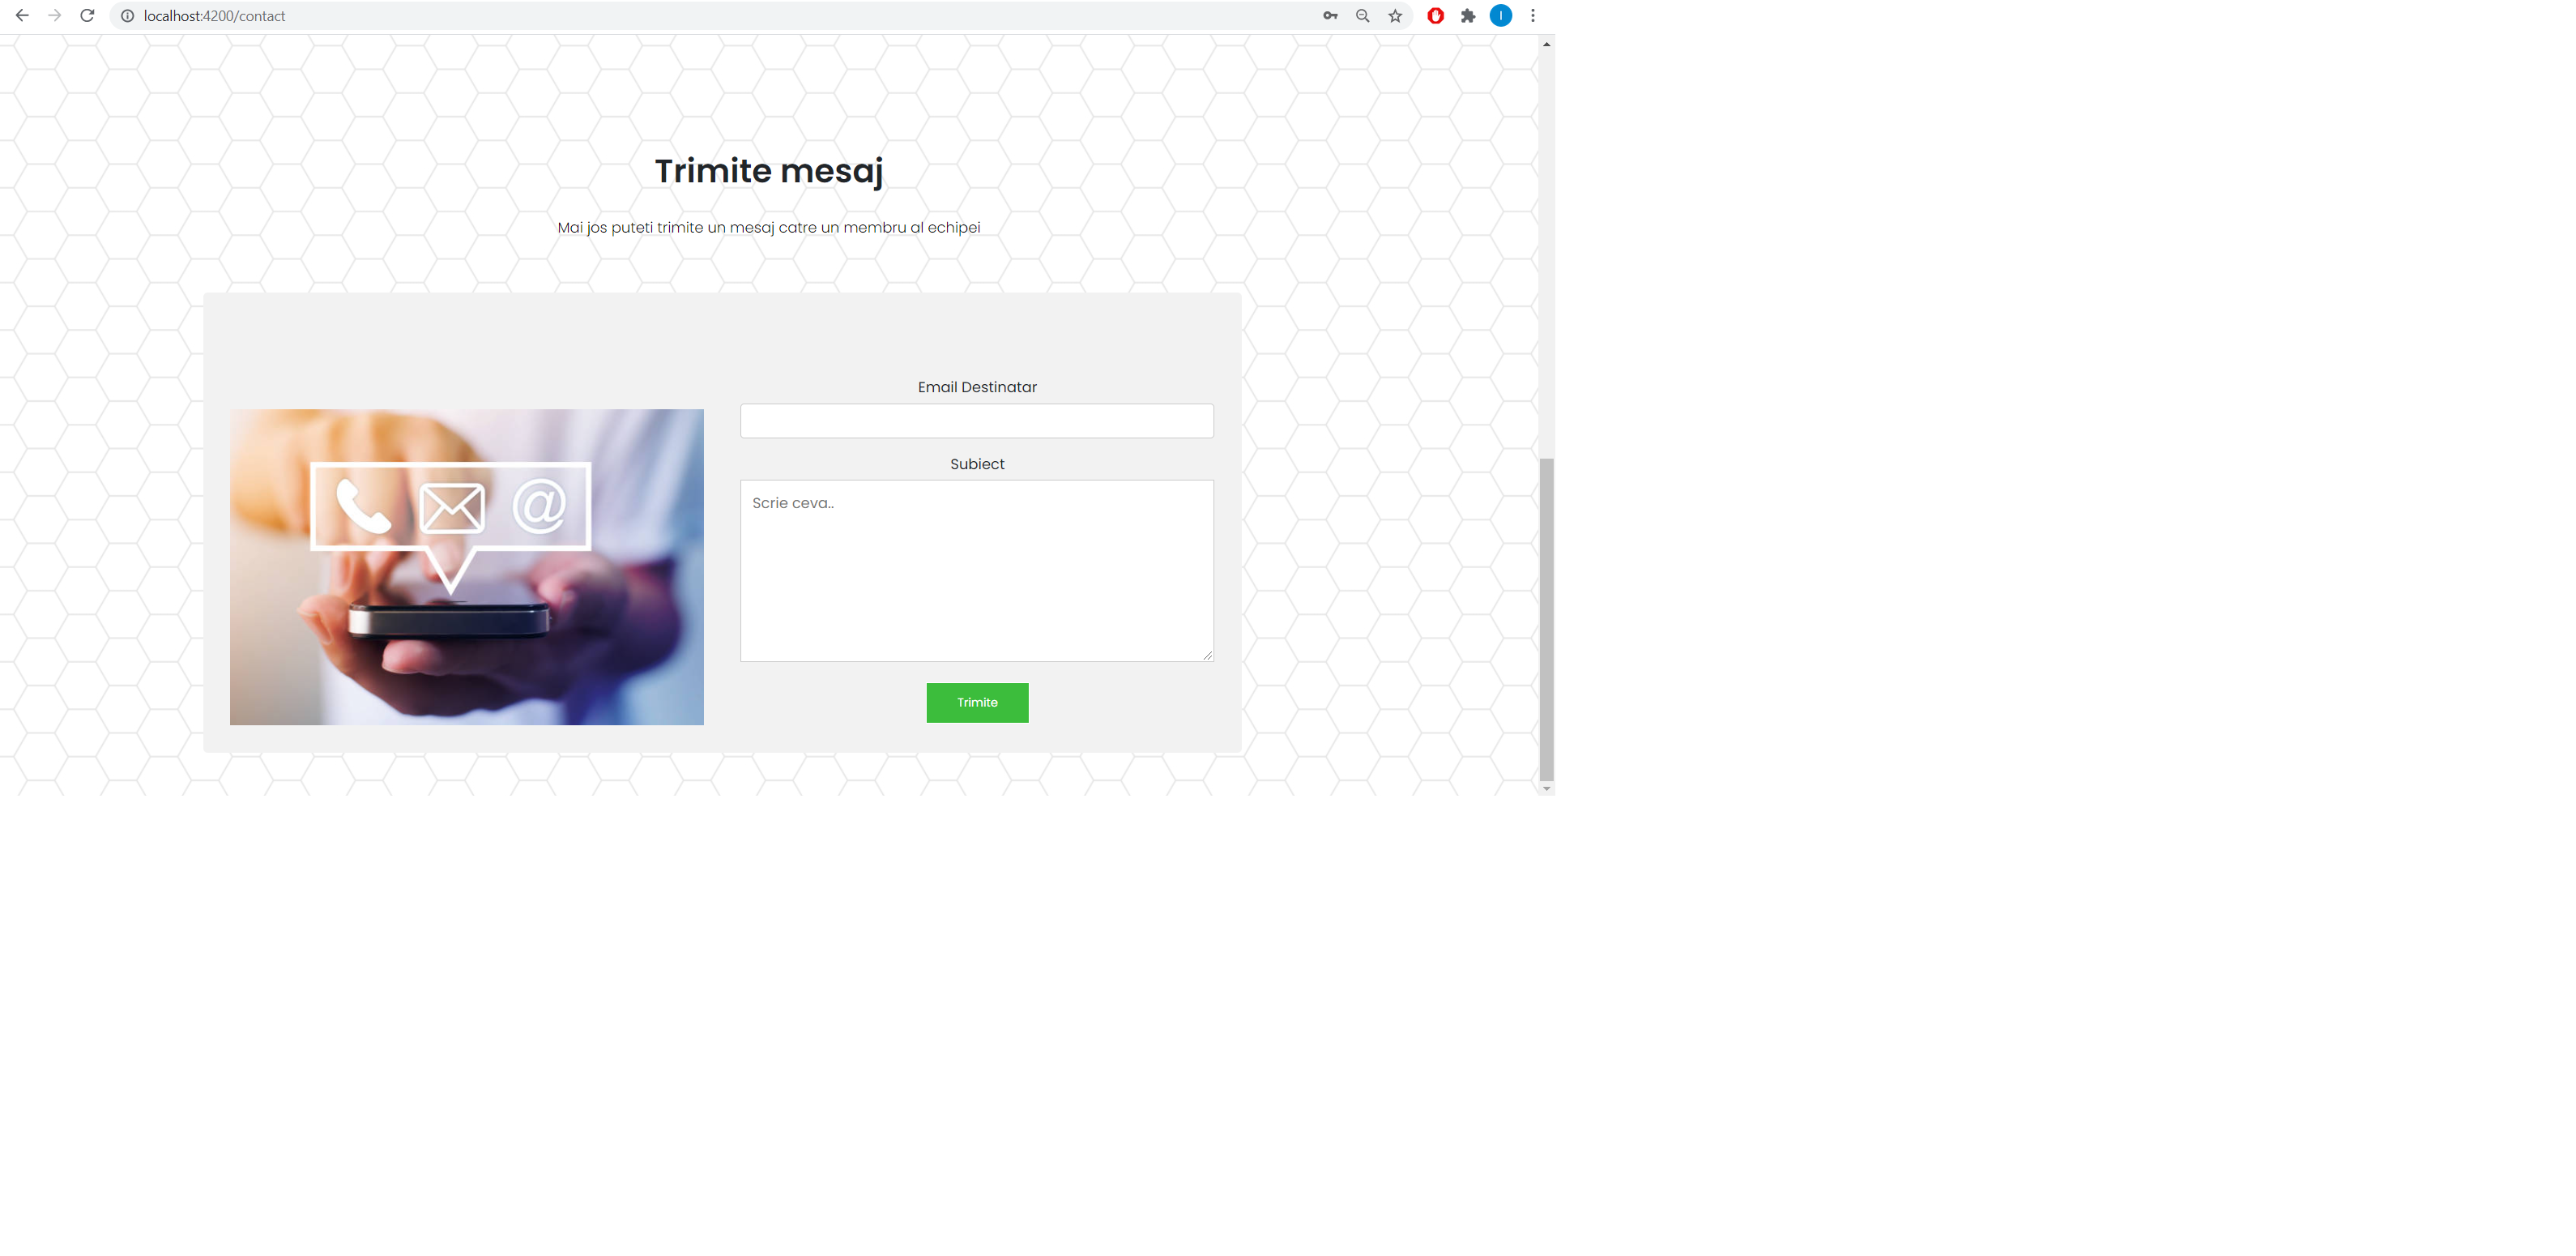 localhost:4200/contact
I
Trimite mesaj
Mai jos puteti trimite un mesaj catre un membru al echipei
Email Destinatar
Subiect
@
Scrie ceva..
Trimite